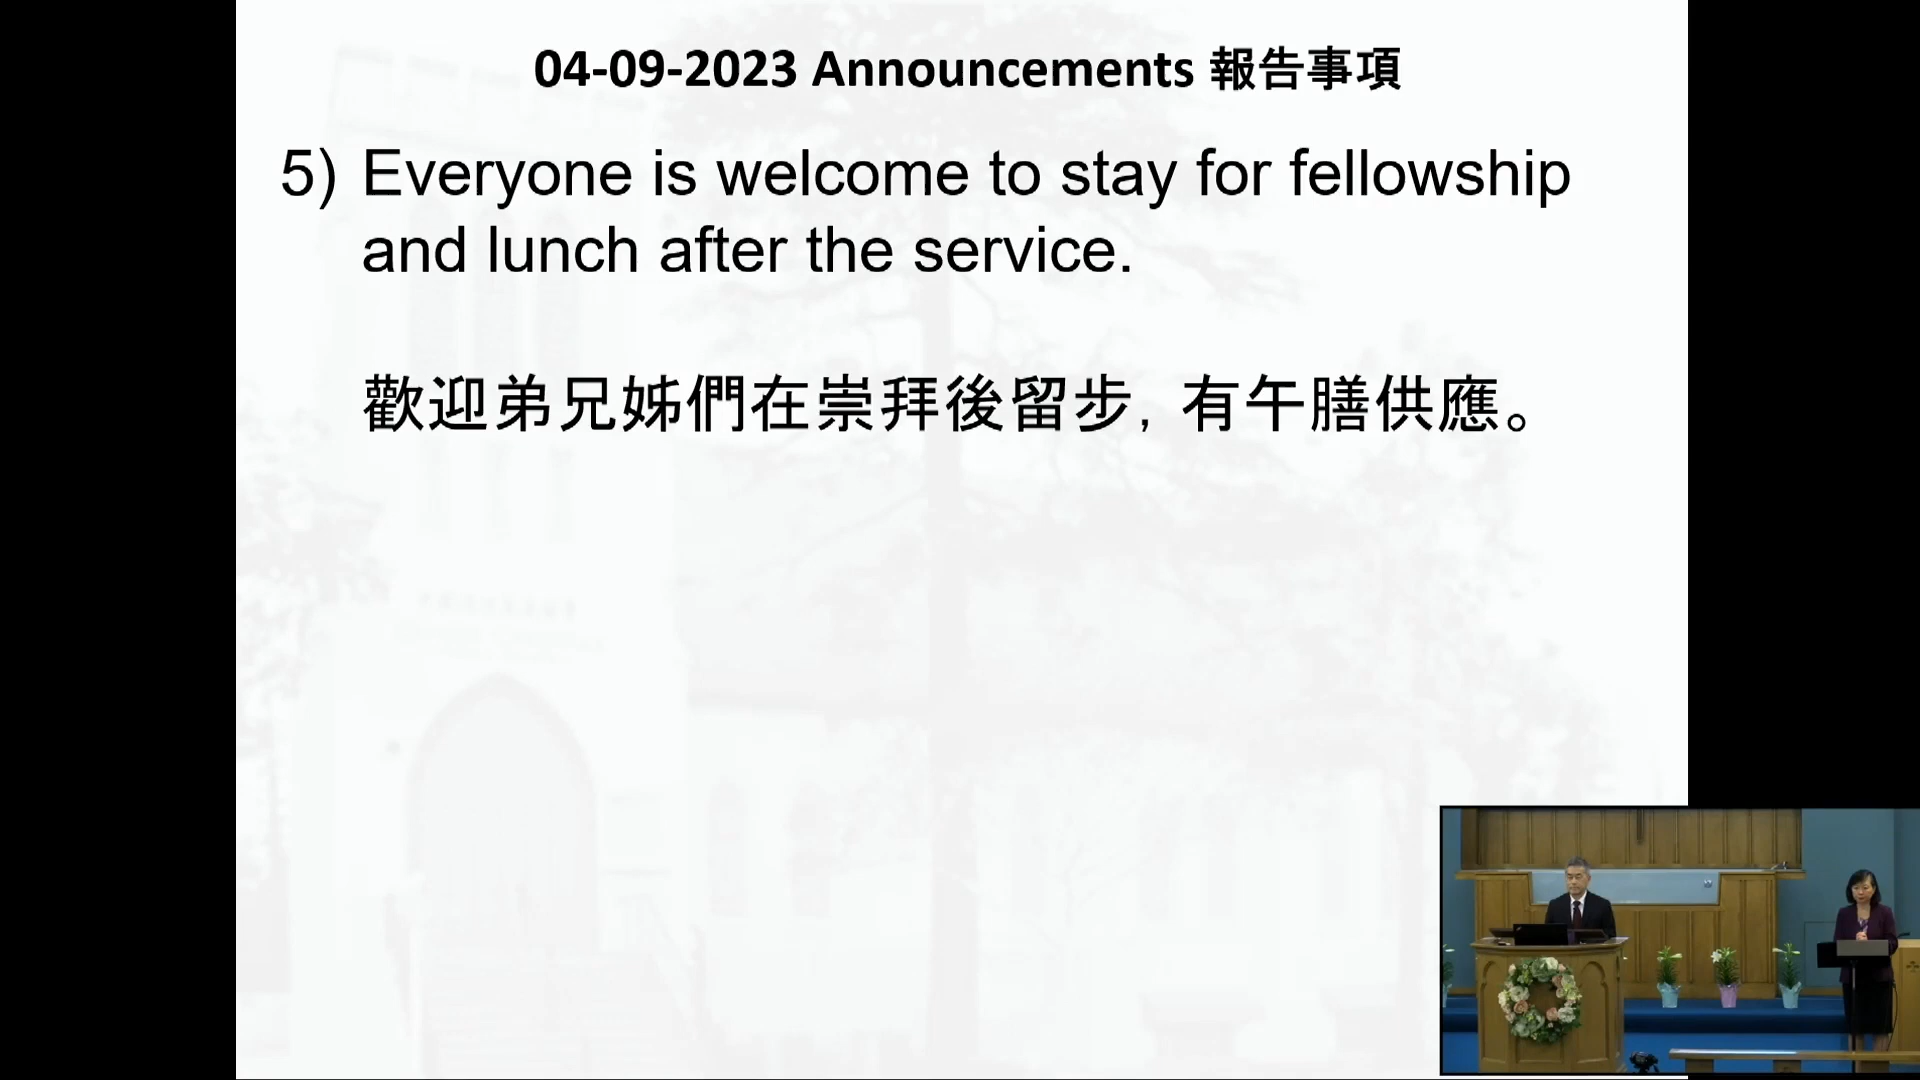 04-09-2023 Announcements 報告事項
5) Everyone is welcome to stay for fellowship
and lunch after the service.
歡迎弟兄姊們在崇拜後留步, 有午膳供應。